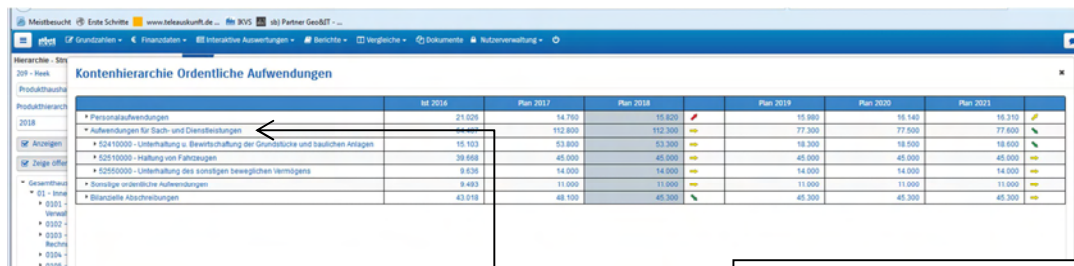 Meistbesucht Erste Schritte www.teleauskunft.de ... IKVS sb) Partner Geo&IT - ...
Grundzahlen Finanzdaten Interaktive Auswertungen Berichte Vergleiche Dokumente Nutzerverwaltung
Hierarchie - Stru
209 - Heek
Kontenhierarchie Ordentliche Aufwendungen
Produkthausha
Produkthierarch
2018
Anzeigen
Zeige offer
Gesamthaus
01 - Inne
0101 -
Verwal
0102 -
0103 -
Rechn
0104 -
Ist 2016 Plan 2017 Plan 2018 Plan 2019 Plan 2020 Plan 2021
Personalaufwendungen 21.026 14.760 15.820 15.980 16.140 16.310
Aufwendungen für Sach- und Dienstleistungen 112.800 112.300 77.300 77.500 77.600
52410000 - Unterhaltung u. Bewirtschaftung der Grundstücke und baulichen Anlagen 15.103 53.800 53.300 18.300 18.500 18.600
52510000 - Haltung von Fahrzeugen 39.668 45.000 45.000 45.000 45.000 45.000
52550000 - Unterhaltung des sonstigen beweglichen Vermögens 9.636 14.000 14.000 14.000 14.000 14.000
Sonstige ordentliche Aufwendungen 9.493 11.000 11.000 11.000 11.000 11.000
Bilanzielle Abschreibungen 43.018 48.100 45.300 45.300 45.300 45.300